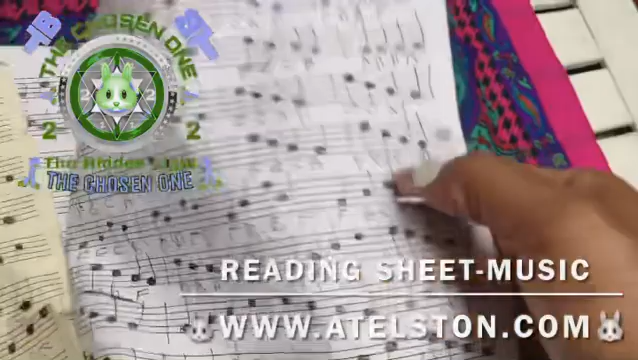 THE CHOSEN ONE
2 2
THE CHOSEN ONE
READING SHEET-MUSIC
WWW.ATELSTON.COM